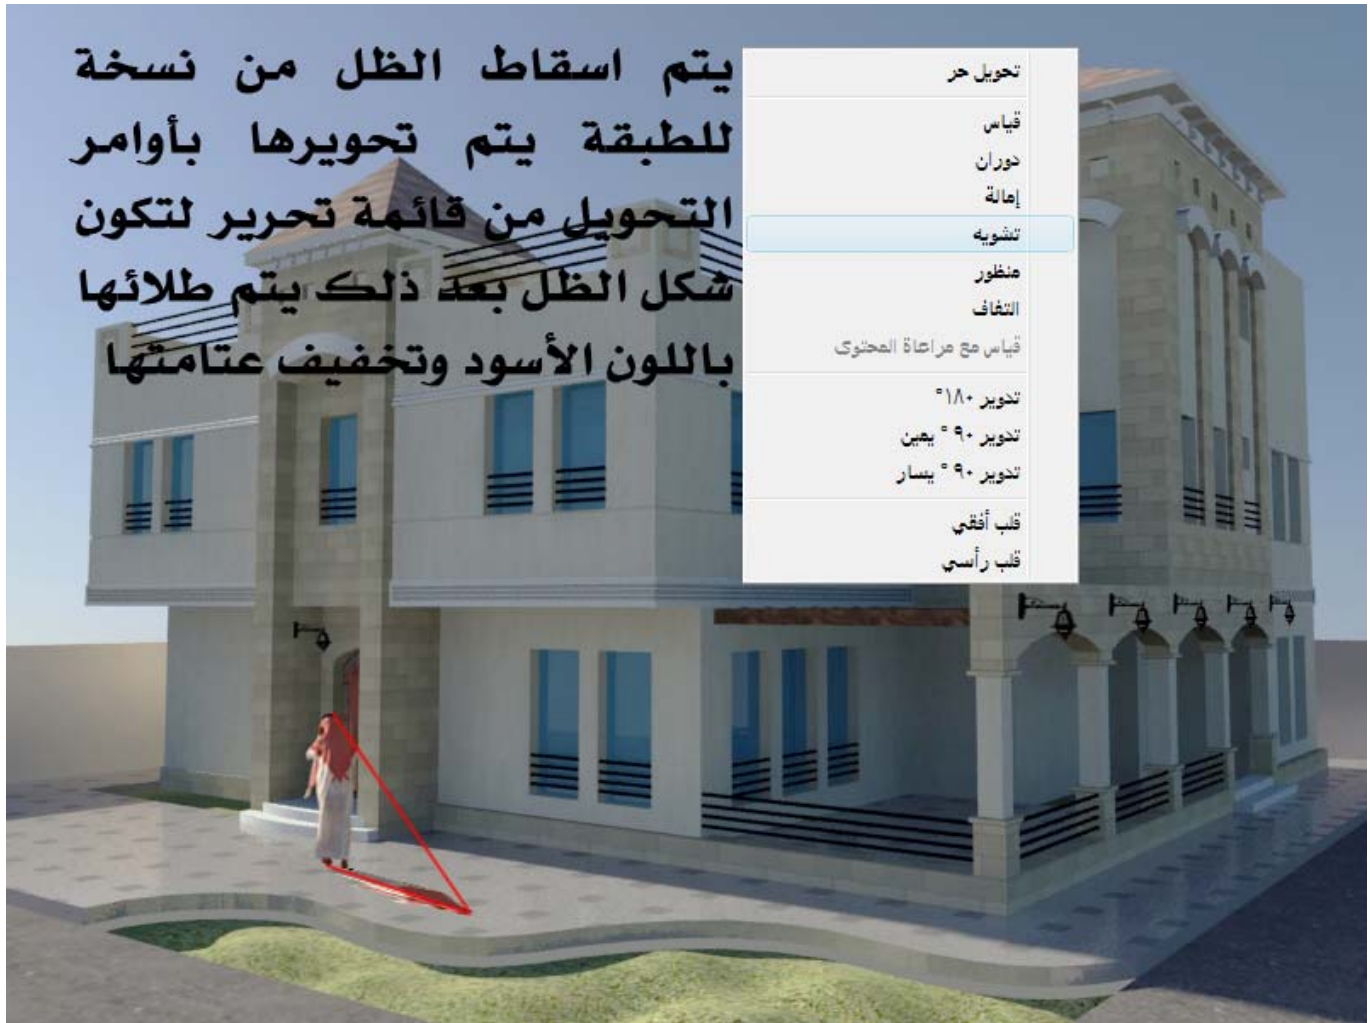 يتم اسقاط الظل من نسخة
للطبقة يتم تحويرها بأوامر
التحويل من قائمة تحرير لتكون
شكل الظل بعد ذلك يتم طلائها
باللون الأسود وتخفيف عتامتها
تحويل حر
قياس
دوران
إمالة
تشويه
منظور
التفاف
قياس مع مراعاة المحتوى
تدوير ١٨٠°
تدوير ٩٠ ° يمين
تدوير ٩٠ ° يسار
قلب أفقي
قلب رأسي